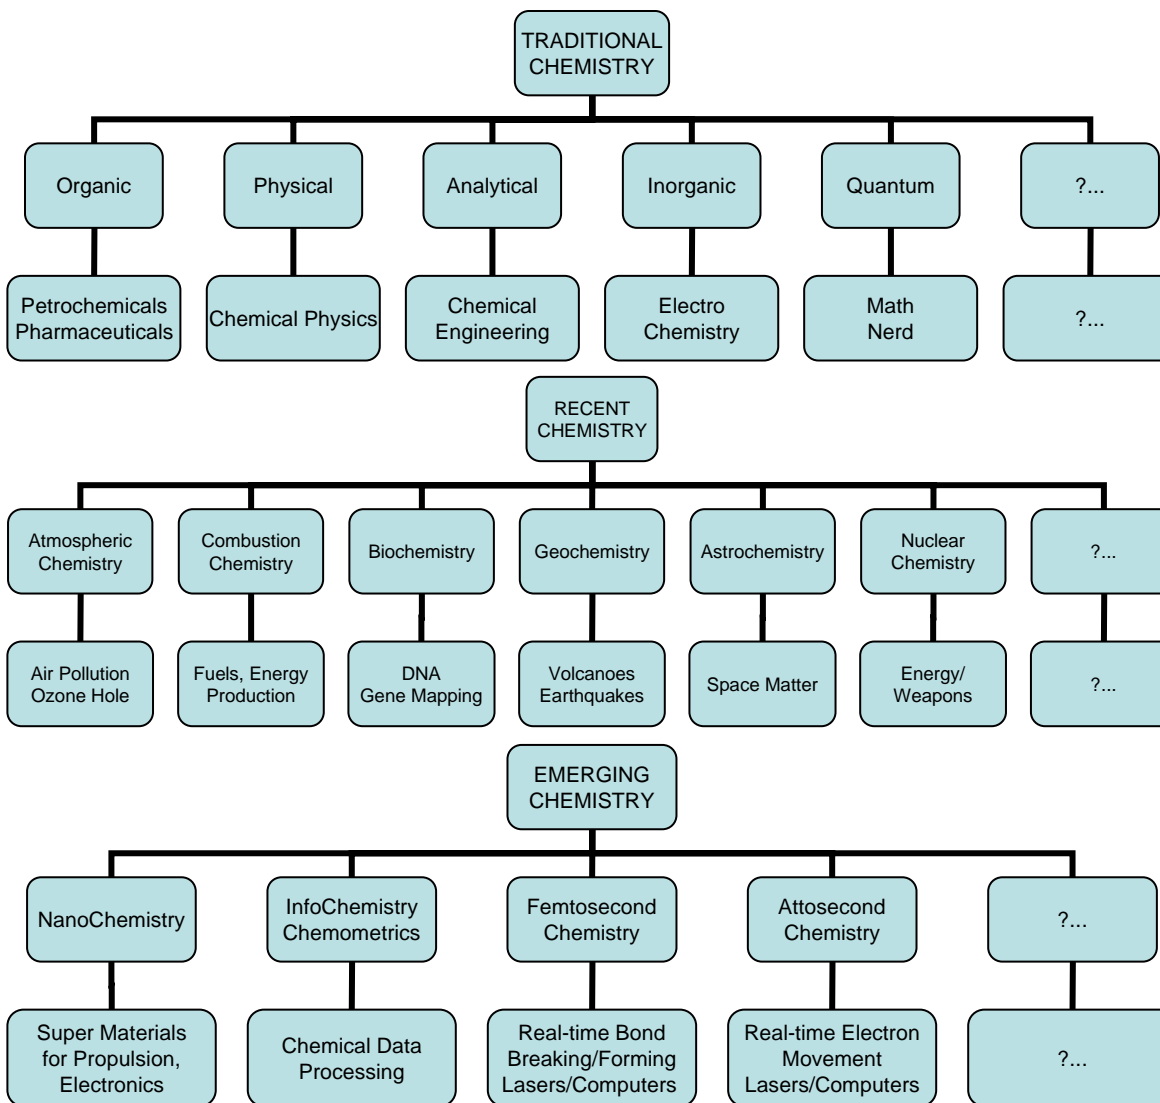 TRADITIONAL
CHEMISTRY
Organic
Physical
Analytical
Inorganic
Quantum
?...
Petrochemicals
Pharmaceuticals
Chemical Physics
Chemical
Engineering
Electro
Chemistry
Math
Nerd
?...
RECENT
CHEMISTRY
Atmospheric
Chemistry
Combustion
Chemistry
Biochemistry
Geochemistry
Astrochemistry
Nuclear
Chemistry
?...
Air Pollution
Ozone Hole
Fuels, Energy
Production
DNA
Gene Mapping
Volcanoes
Earthquakes
Space Matter
Energy/
Weapons
?...
EMERGING
CHEMISTRY
NanoChemistry
InfoChemistry
Chemometrics
Femtosecond
Chemistry
Attosecond
Chemistry
?...
Super Materials
for Propulsion,
Electronics
Chemical Data
Processing
Real-time Bond
Breaking/Forming
Lasers/Computers
Real-time Electron
Movement
Lasers/Computers
?...